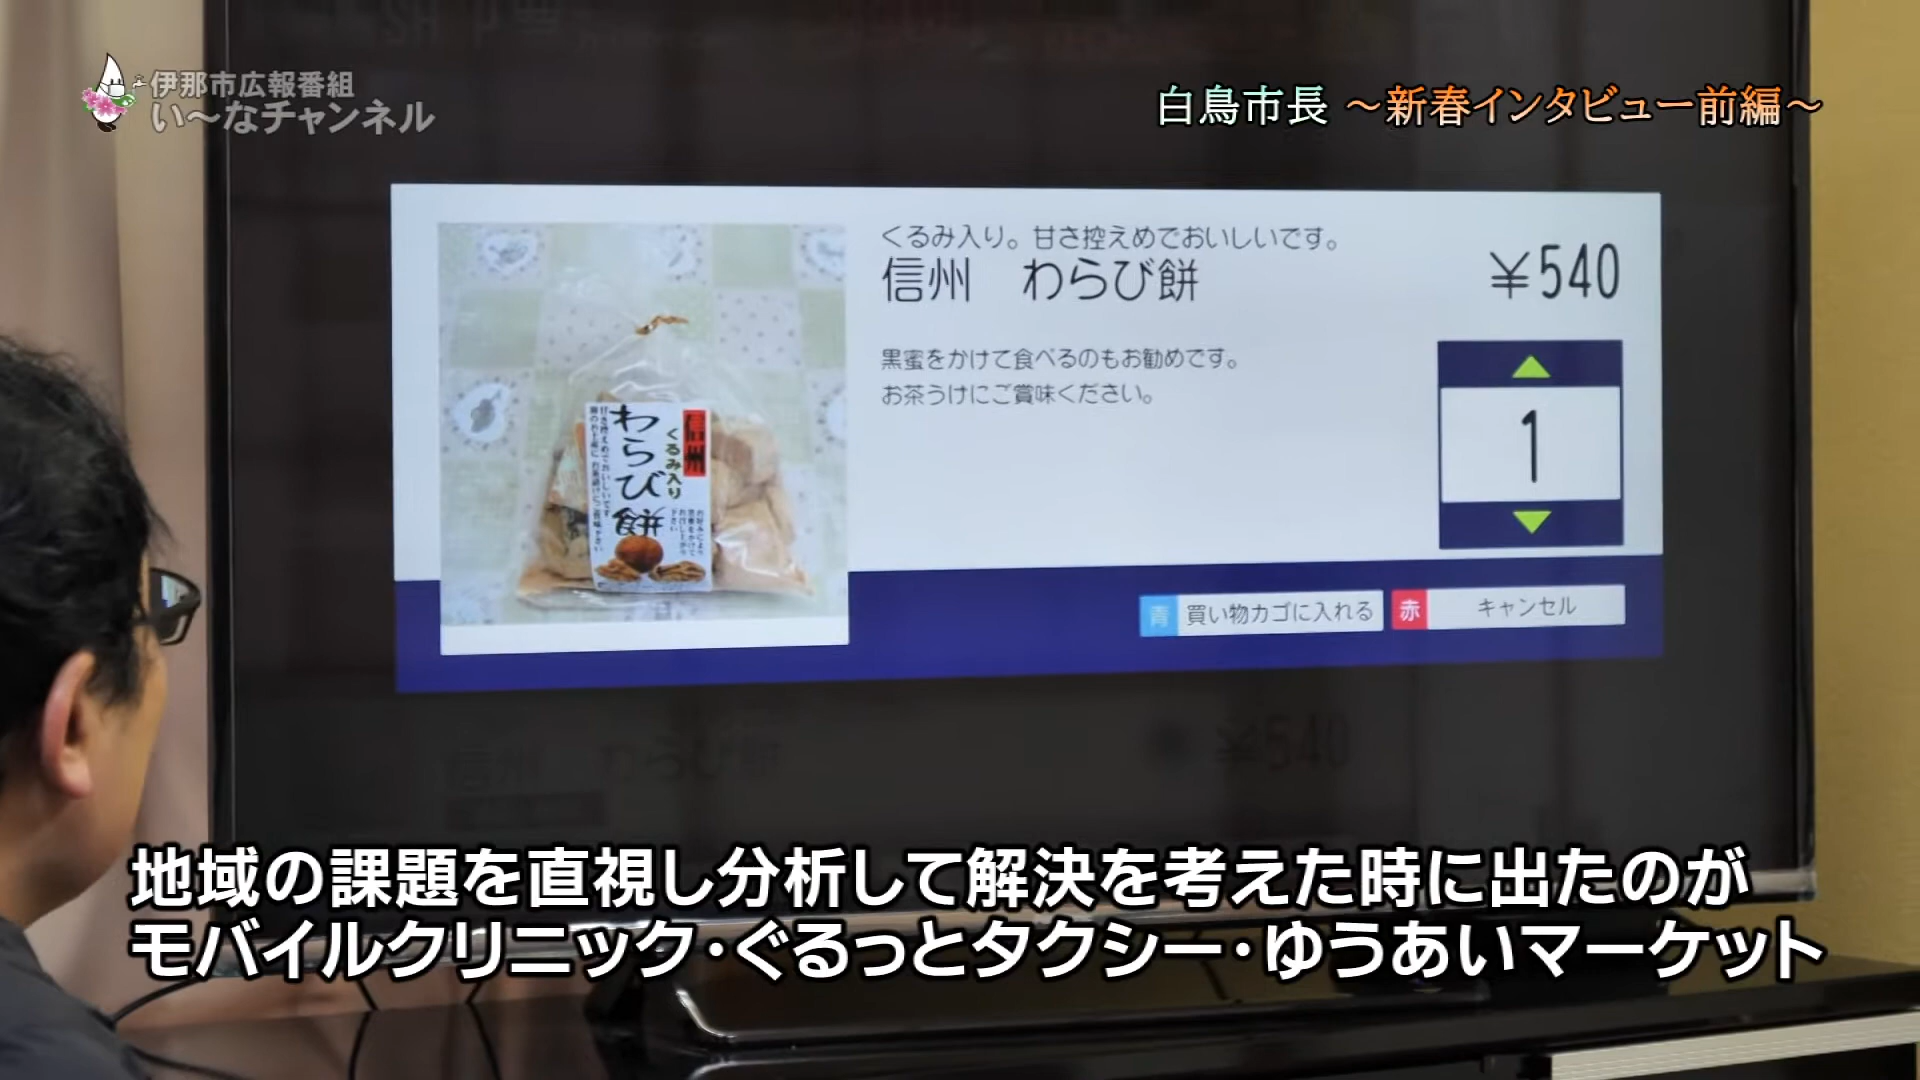 伊那市広報番組
い〜なチャンネル
白鳥市長 〜新春インタビュー前編〜
くるみ入り。甘さ控えめでおいしいです。
信州　わらび餅
¥540
黒蜜をかけて食べるのもお勧めです。
お茶うけにご賞味ください。
信州
くるみ入り
わらび餅
1
青 買い物カゴに入れる
赤 キャンセル
信州　わらび餅
¥540
地域の課題を直視し分析して解決を考えた時に出たのが
モバイルクリニック・ぐるっとタクシー・ゆうあいマーケット